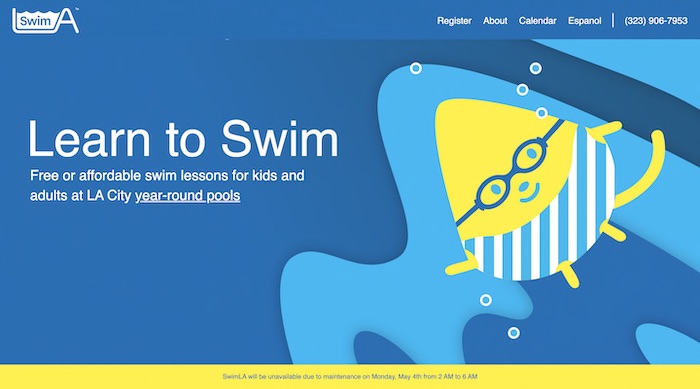 SwimLA™
Register About Calendar Espanol (323) 906-7953
Learn to Swim
Free or affordable swim lessons for kids and
adults at LA City year-round pools
SwimLA will be unavailable due to maintenance on Monday, May 4th from 2 AM to 6 AM